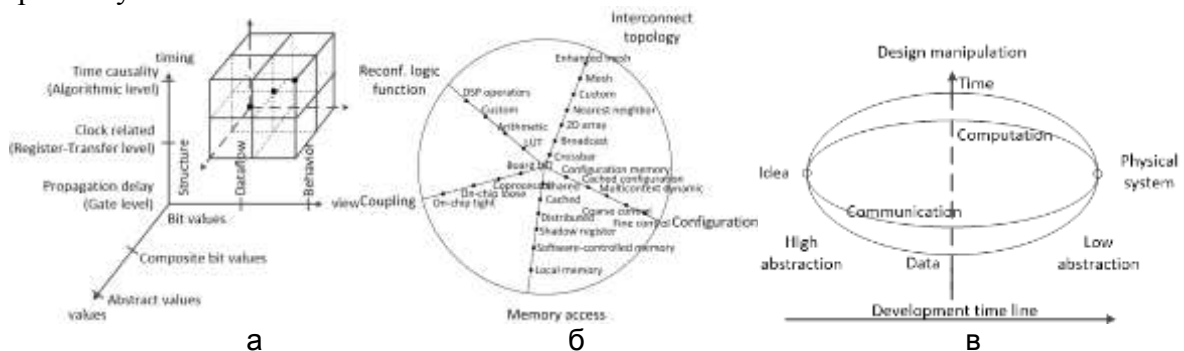 timing
Time causality
(Algorithmic level)
Clock related
(Register-Transfer level)
Propagation delay
(Gate level)
Structure
Dataflow
Behavior
view
Bit values
Composite bit values
Abstract values
values
а
Interconnect
topology
Enhanced mesh
Mesh
Custom
Nearest neighbor
2D array
Broadcast
Crossbar
Reconf. logic
function
DSP operators
Custom
Arithmetic
LUT
Board I/O
Coprocessor
On-chip loose
On-chip tight
Coupling
Configuration memory
Cached configuration
Multicontext dynamic
Coarse control
Fine control
Configuration
Shared
Cached
Distributed
Shadow register
Software-controlled memory
Local memory
Memory access
б
Design manipulation
Time
Computation
Idea
Physical
system
Communication
High
abstraction
Data
Low
abstraction
Development time line
в